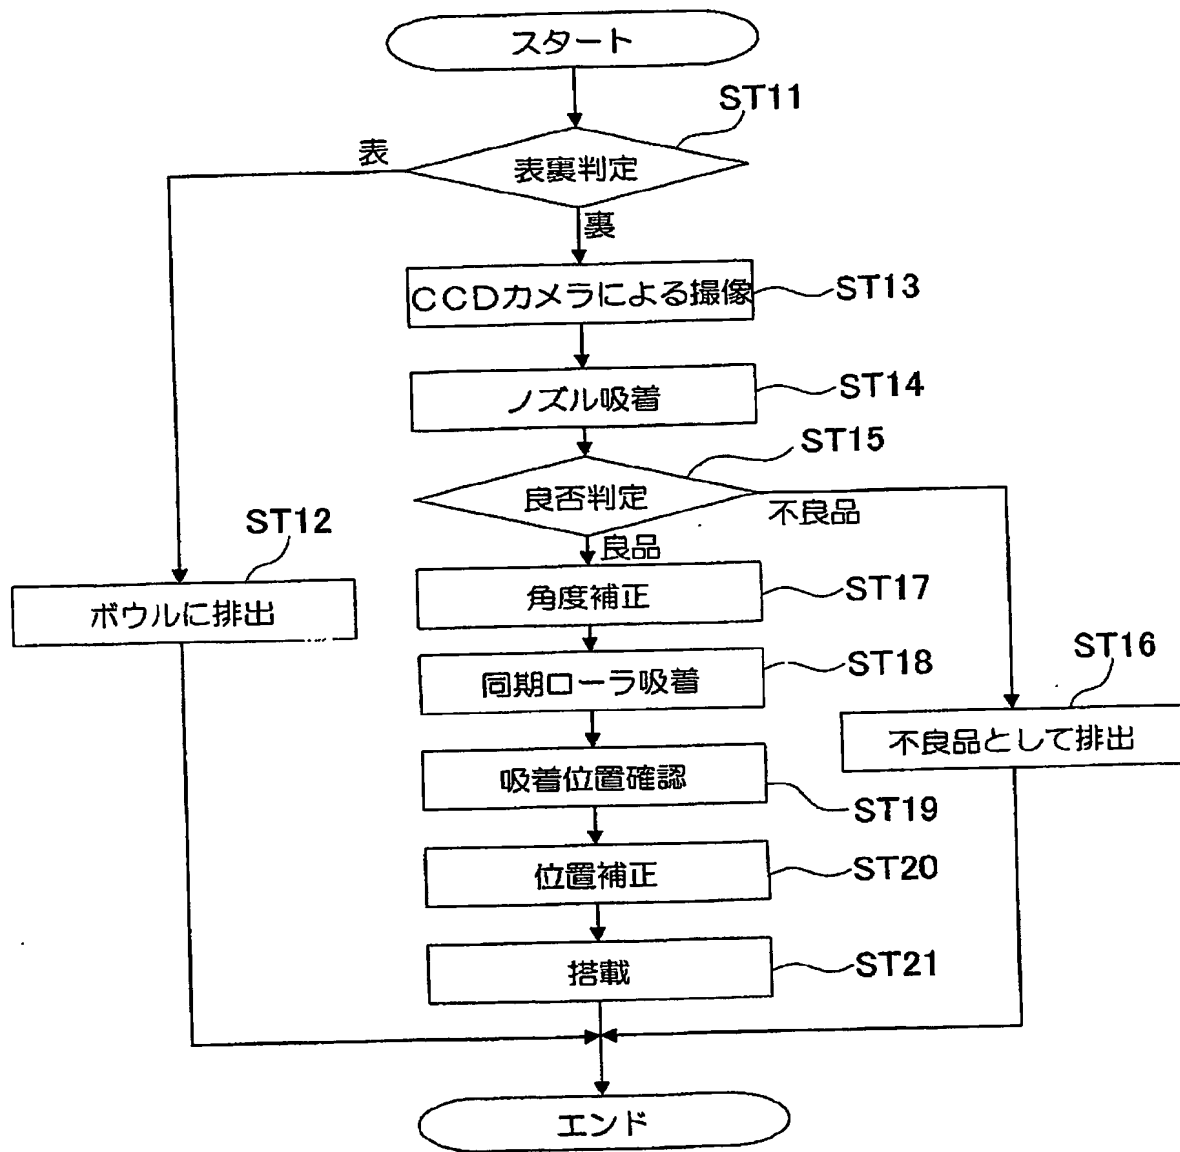 スタート
ST11
表
表裏判定
裏
CCDカメラによる撮像
ST13
ノズル吸着
ST14
ST15
良否判定
不良品
良品
ST12
ボウルに排出
角度補正
ST17
同期ローラ吸着
ST18
ST16
不良品として排出
吸着位置確認
ST19
位置補正
ST20
搭載
ST21
エンド